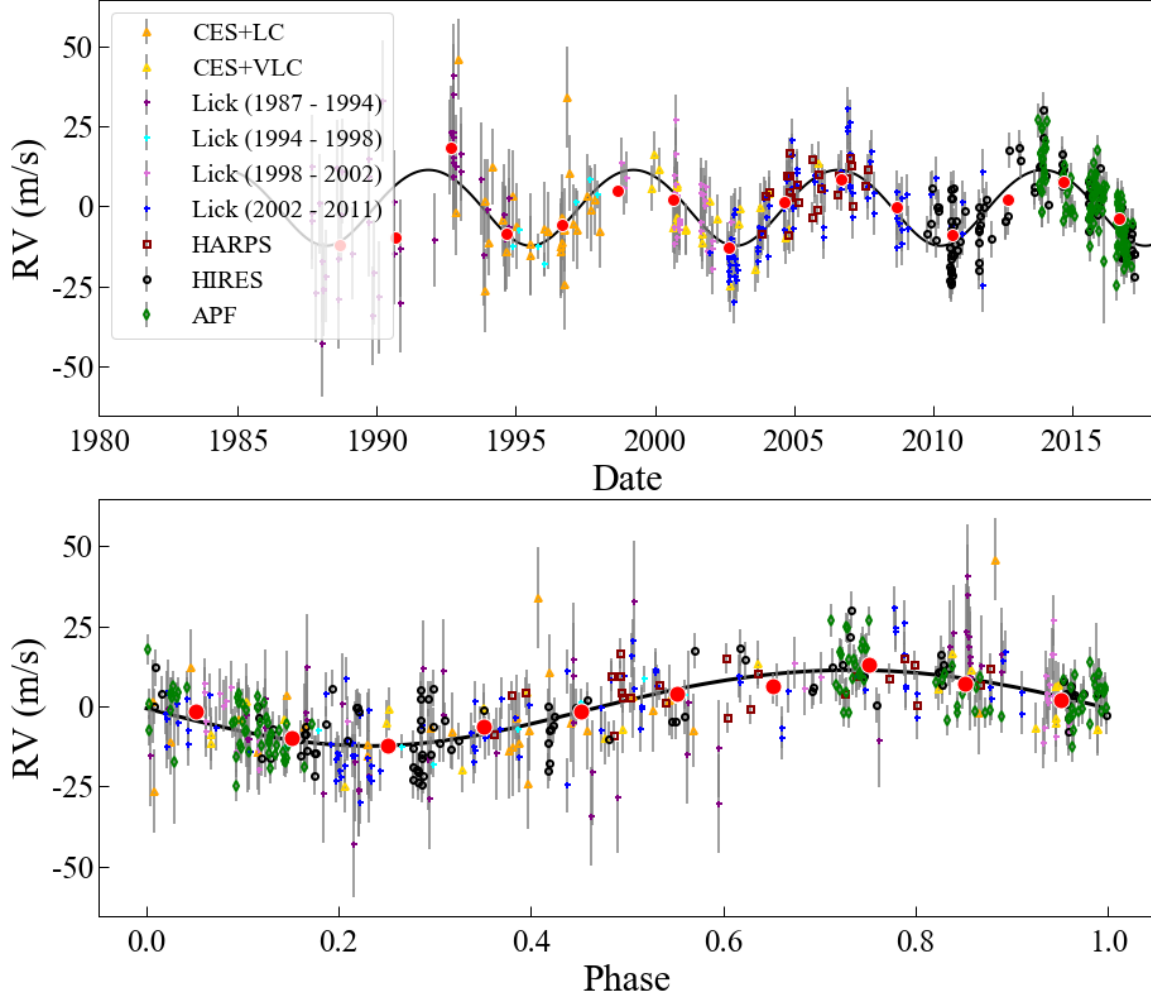 50
25
0
-25
-50
RV (m/s)
CES+LC
CES+VLC
Lick (1987 - 1994)
Lick (1994 - 1998)
Lick (1998 - 2002)
Lick (2002 - 2011)
HARPS
HIRES
APF
1980 1985 1990 1995 2000 2005 2010 2015
Date
50
25
0
-25
-50
RV (m/s)
0.0 0.2 0.4 0.6 0.8 1.0
Phase